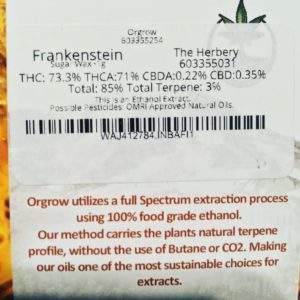 Orgrow
603355254
Frankenstein The Herbery
Sugar Wax - 1g 603355031
THC: 73.3% THCA:71% CBDA:0.22% CBD:0.35%
Total: 85% Total Terpene: 3%
This is an Ethanol Extract.
Possible Pesticides: OMRI Approved Natural Oils.
WAJ412784.INBAFI1
Orgrow utilizes a full Spectrum extraction process
using 100% food grade ethanol.
Our method carries the plants natural terpene
profile, without the use of Butane or CO2. Making
our oils one of the most sustainable choices for
extracts.